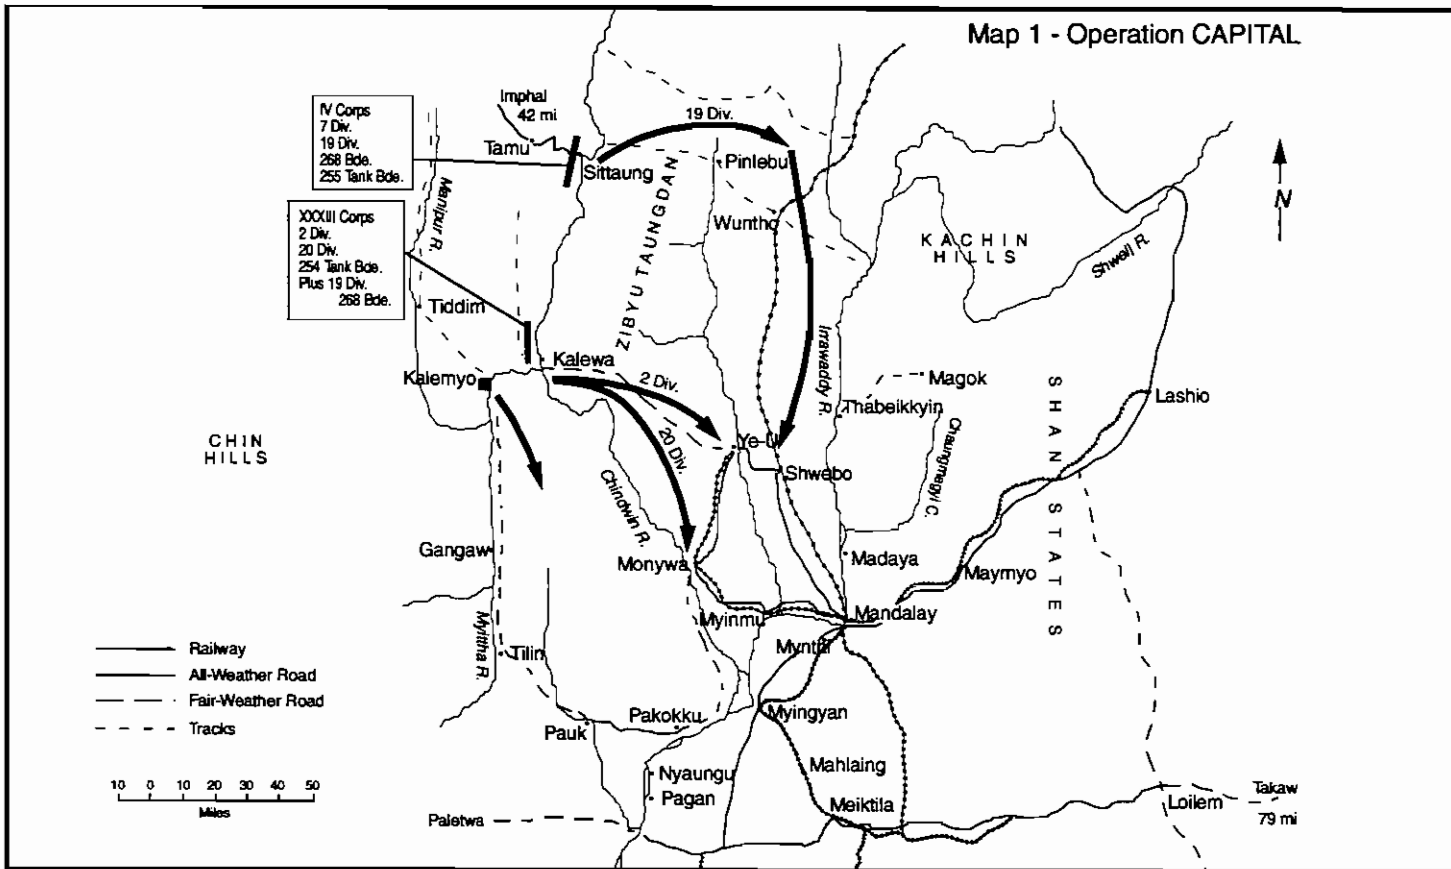 Map 1 - Operation CAPITAL
IV Corps
7 Div.
19 Div.
268 Bde.
255 Tank Bde.
XXXIII Corps
2 Div.
20 Div.
254 Tank Bde.
Plus 19 Div.
268 Bde.
Imphal
42 mi
Tamu
Sittaung
19 Div.
Pinlebu
Wuntho
Manipur R.
ZIBYUTAUNGDAN
KACHIN
HILLS
Shweli R.
N
Tiddim
Kalewa
Kalemyo
2 Div.
20 Div.
Irrawaddy R.
Magok
Thabeikkyin
Chaungmagyi C.
Lashio
SHAN STATES
CHIN
HILLS
Ye-U
Shwebo
Chindwin R.
Gangaw
Monywa
Madaya
Maymyo
Mandalay
Myinmu
Myittha R.
Tilin
Myingyan
Pauk
Pakokku
Nyaungu
Pagan
Mahlaing
Meiktila
Paletwa
Loilem
Takaw
79 mi
Railway
All-Weather Road
Fair-Weather Road
Tracks
10 0 10 20 30 40 50
Miles